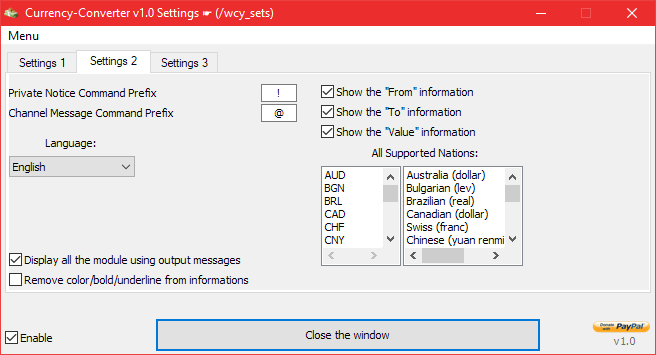 Currency-Converter v1.0 Settings ☛ (/wcy_sets)
Menu
Settings 1
Settings 2
Settings 3
Private Notice Command Prefix
!
Channel Message Command Prefix
@
Language:
English
Show the "From" information
Show the "To" information
Show the "Value" information
All Supported Nations:
AUD
BGN
BRL
CAD
CHF
CNY
Australia (dollar)
Bulgarian (lev)
Brazilian (real)
Canadian (dollar)
Swiss (franc)
Chinese (yuan renmi
Display all the module using output messages
Remove color/bold/underline from informations
Enable
Close the window
Donate
with PayPal
v1.0